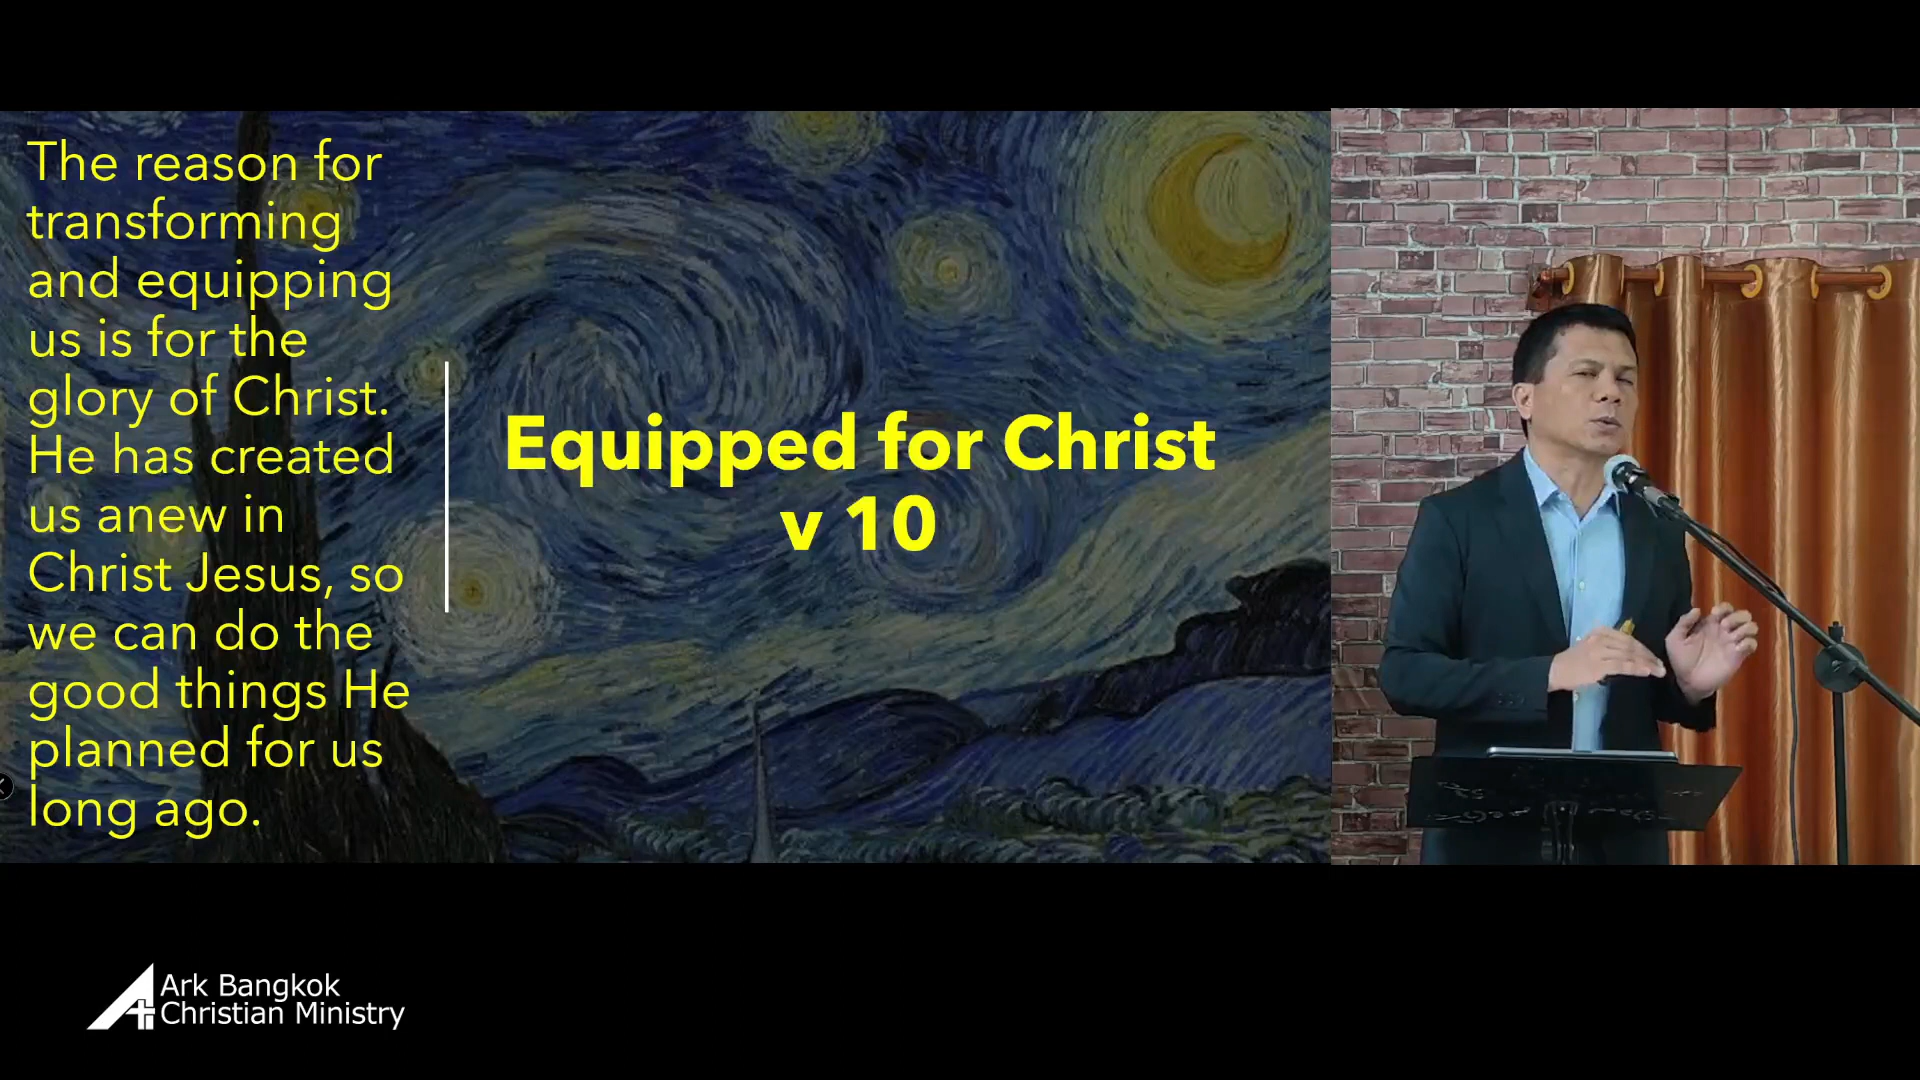 The reason for
transforming
and equipping
us is for the
glory of Christ.
He has created
us anew in
Christ Jesus, so
we can do the
good things He
planned for us
long ago.
Equipped for Christ
v 10
Ark Bangkok
Christian Ministry